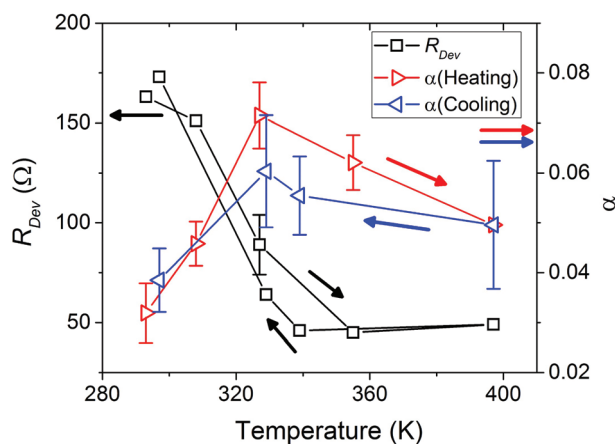 200
150
100
50
R_Dev (Ω)
R_Dev
α(Heating)
α(Cooling)
0.08
0.06
0.04
0.02
α
280
320
360
400
Temperature (K)